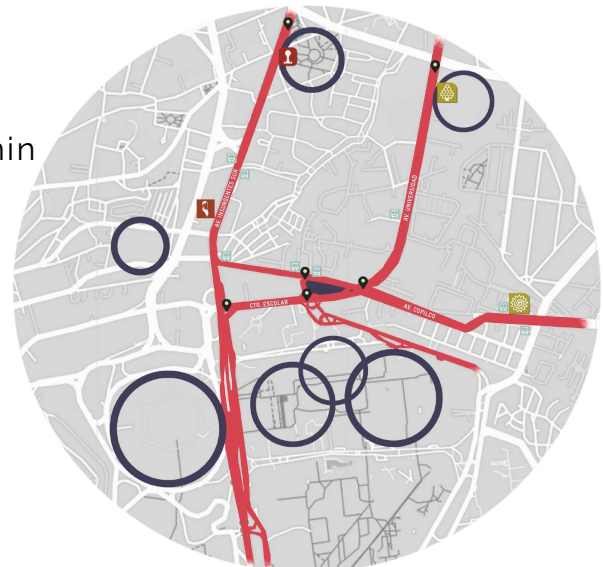 nin
AV. INSURGENTES SUR
AV. UNIVERSIDAD
CTO. ESCOLAR
AV. COPILCO